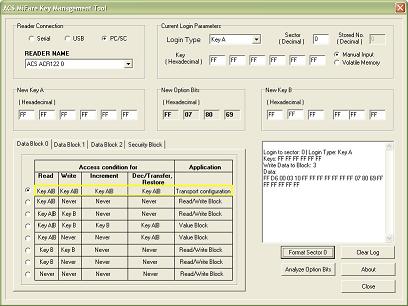 ACS MiFare Key Management Tool
Reader Connection
Serial
USB
PC/SC
READER NAME
ACS ACR122 0
Current Login Parameters
Login Type
Key A
Sector
( Decimal )
0
Stored No.
( Decimal )
Key
( Hexadecimal )
FF FF FF FF FF FF
Manual Input
Volatile Memory
New Key A
( Hexadecimal )
FF FF FF FF FF FF
New Option Bits
( Hexadecimal )
FF 07 80 69
New Key B
( Hexadecimal )
FF FF FF FF FF FF
Data Block 0 Data Block 1 Data Block 2 Security Block
Access condition for Application
Read Write Increment Dec/Transfer, Restore
Key A|B Key A|B Key A|B Key A|B Transport configuration
Key A|B Never Never Never Read/Write Block
Key A|B Key B Never Never Read/Write Block
Key A|B Key B Key B Key A|B Value Block
Key A|B Never Never Key A|B Value Block
Key B Key B Never Never Read/Write Block
Key B Never Never Never Read/Write Block
Never Never Never Never Read/Write Block
Login to sector: 0 | Login Type: Key A
Keys: FF FF FF FF FF FF
Write Data to Block: 3
Data:
FF D6 00 03 10 FF FF FF FF FF FF FF 07 80 69 FF
FF FF FF FF FF FF
Format Sector 0
Clear Log
Analyze Option Bits
About
Close